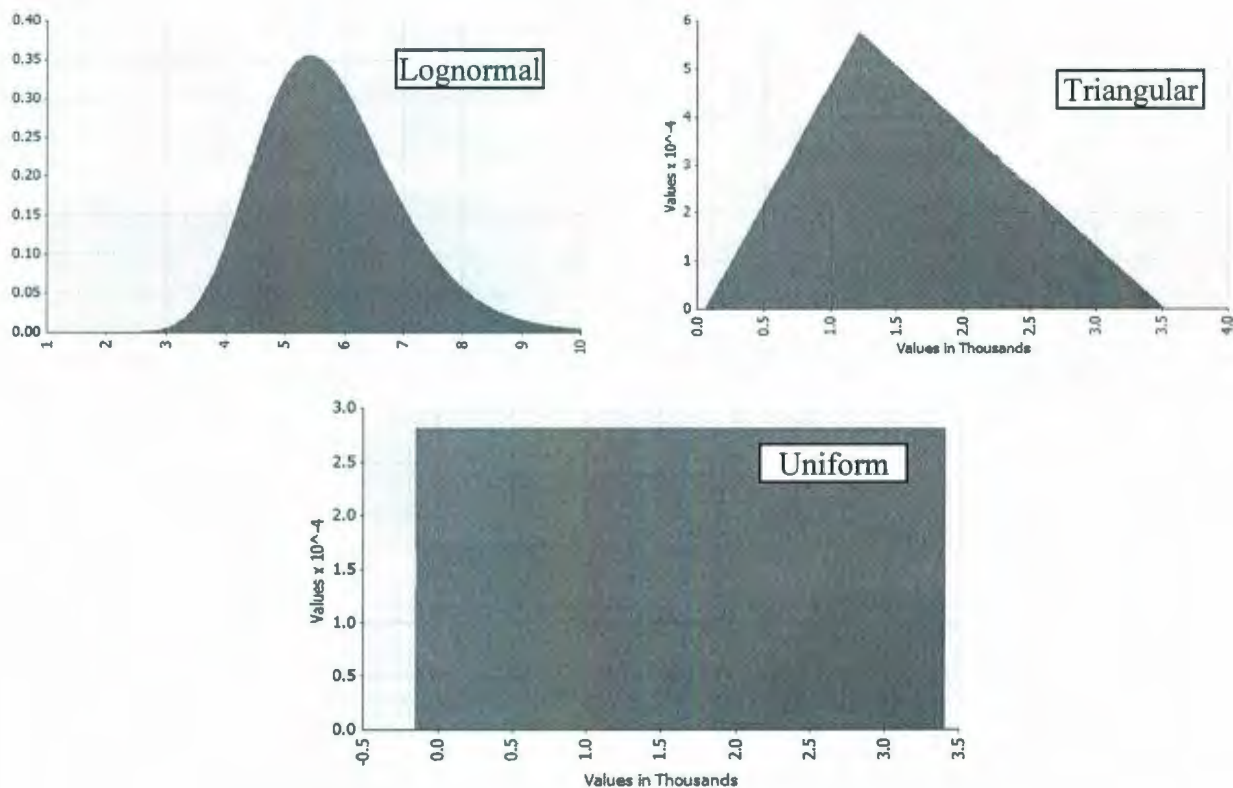 Lognormal
0.40
0.35
0.30
0.25
0.20
0.15
0.10
0.05
0.00
1 2 3 4 5 6 7 8 9 10
Triangular
Values x 10^-4
6
5
4
3
2
1
0
0.0 0.5 1.0 1.5 2.0 2.5 3.0 3.5 4.0
Values in Thousands
Uniform
Values x 10^-4
3.0
2.5
2.0
1.5
1.0
0.5
0.0
-0.5 0.0 0.5 1.0 1.5 2.0 2.5 3.0 3.5
Values in Thousands